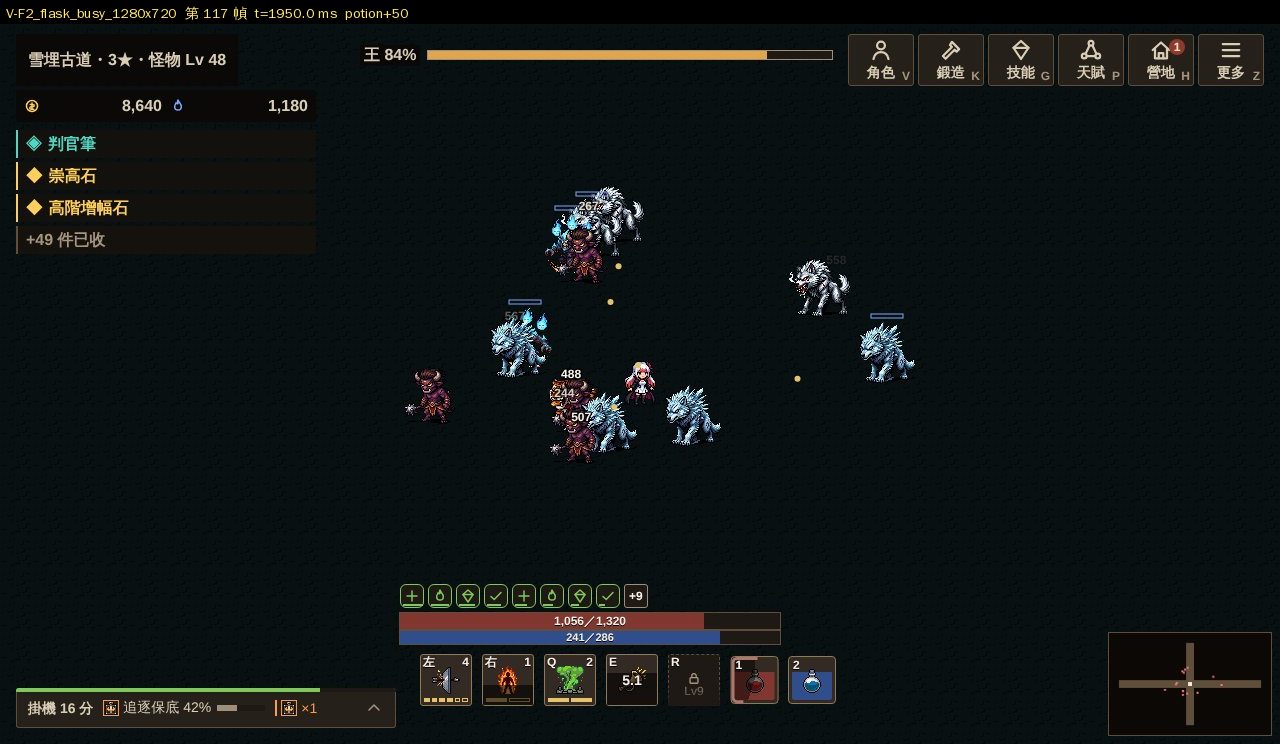 V-F2_flask_busy_1280x720 第 117 幀 t=1950.0 ms potion+50
雪埋古道・3★・怪物 Lv 48
王 84%
角色 V
鍛造 K
技能 G
天賦 P
營地 H 1
更多 Z
8,640 1,180
判官筆
崇高石
高階增幅石
+49 件已收
267
558
567
488
244
507
+9
1,056／1,320
241／286
左 4
右 1
Q 2
E 5.1
R Lv9
1
2
掛機 16 分 追逐保底 42% ×1